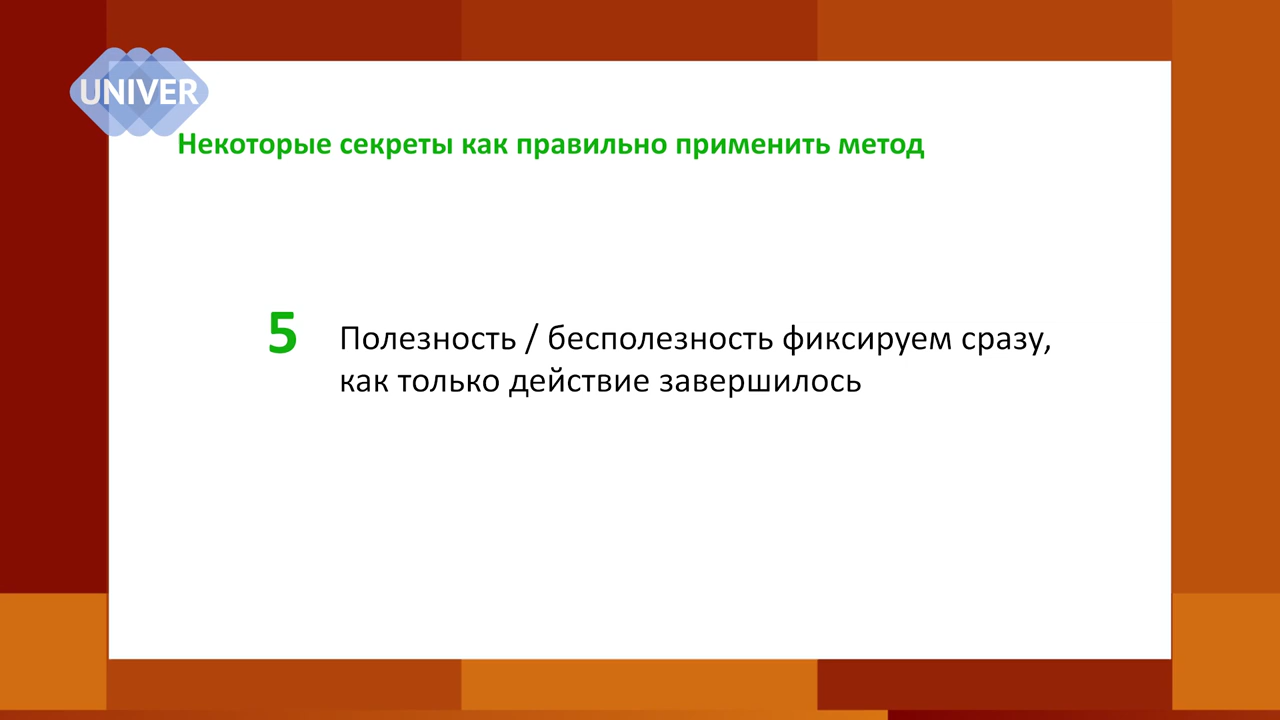 UNIVER
Некоторые секреты как правильно применить метод
5
Полезность / бесполезность фиксируем сразу,
как только действие завершилось